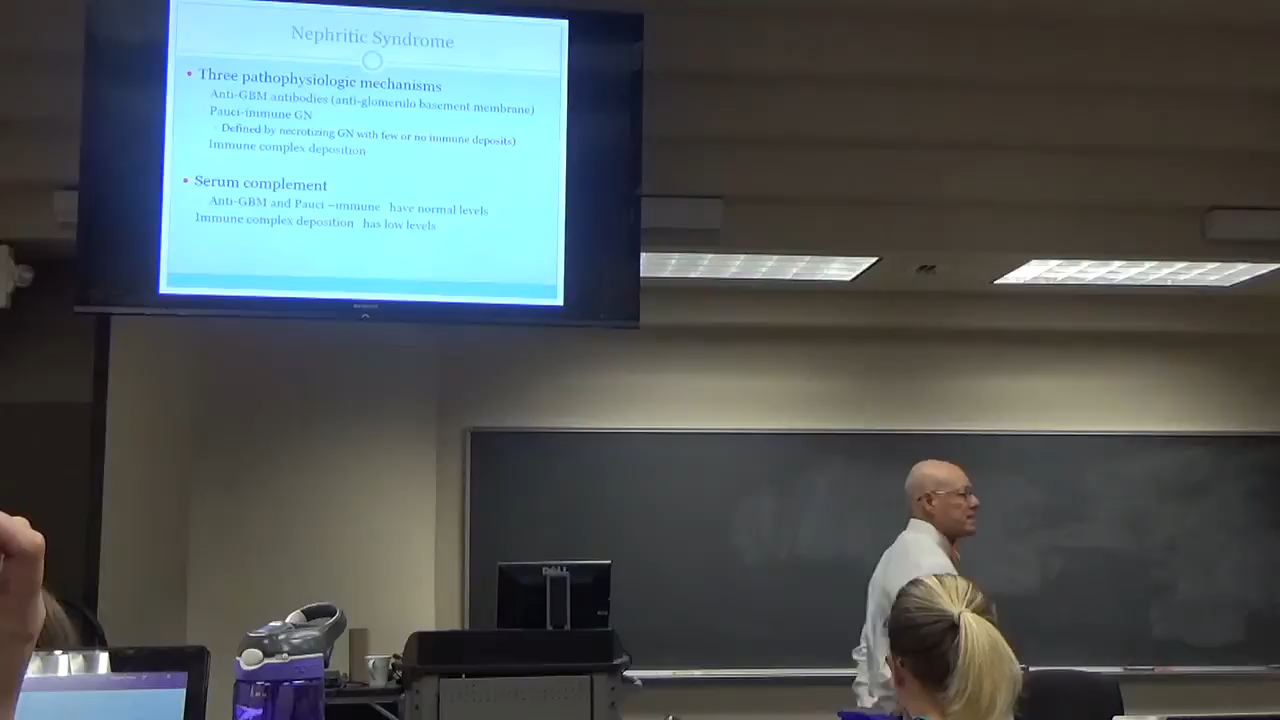 Nephritic Syndrome
• Three pathophysiologic mechanisms
Anti-GBM antibodies (anti-glomerulo basement membrane)
Pauci-immune GN
Defined by necrotizing GN with few or no immune deposits)
Immune complex deposition
• Serum complement
Anti-GBM and Pauci –immune have normal levels
Immune complex deposition has low levels
DELL